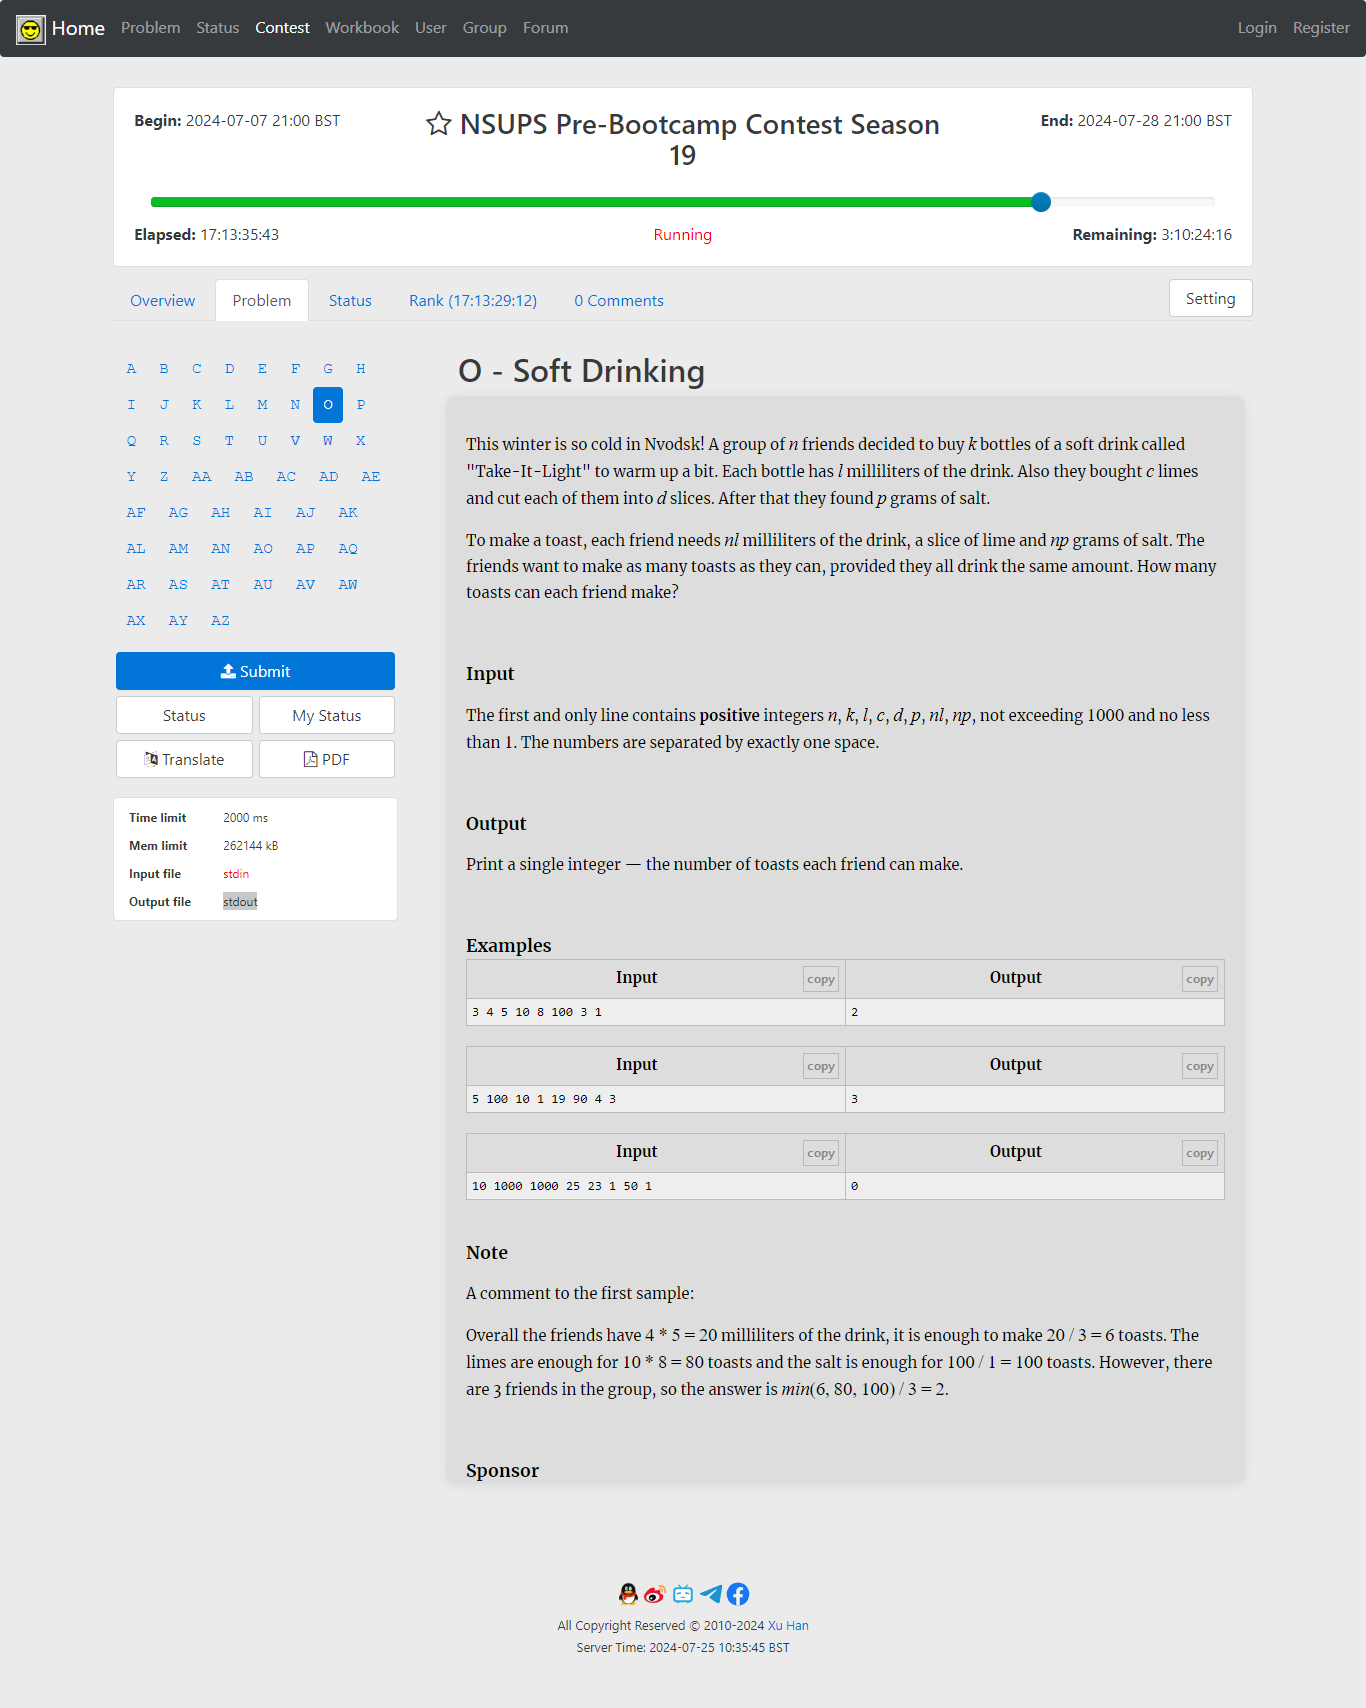 Home Problem Status Contest Workbook User Group Forum Login Register
Begin: 2024-07-07 21:00 BST
NSUPS Pre-Bootcamp Contest Season
19
End: 2024-07-28 21:00 BST
Elapsed: 17:13:35:43
Running
Remaining: 3:10:24:16
Overview Problem Status Rank (17:13:29:12) 0 Comments Setting
A B C D E F G H
I J K L M N O P
Q R S T U V W X
Y Z AA AB AC AD AE
AF AG AH AI AJ AK
AL AM AN AO AP AQ
AR AS AT AU AV AW
AX AY AZ
Submit
Status My Status
Translate PDF
Time limit 2000 ms
Mem limit 262144 kB
Input file stdin
Output file stdout
O - Soft Drinking
This winter is so cold in Nvodsk! A group of n friends decided to buy k bottles of a soft drink called
"Take-It-Light" to warm up a bit. Each bottle has l milliliters of the drink. Also they bought c limes
and cut each of them into d slices. After that they found p grams of salt.
To make a toast, each friend needs nl milliliters of the drink, a slice of lime and np grams of salt. The
friends want to make as many toasts as they can, provided they all drink the same amount. How many
toasts can each friend make?
Input
The first and only line contains positive integers n, k, l, c, d, p, nl, np, not exceeding 1000 and no less
than 1. The numbers are separated by exactly one space.
Output
Print a single integer — the number of toasts each friend can make.
Examples
Input copy Output copy
3 4 5 10 8 100 3 1 2
Input copy Output copy
5 100 10 1 19 90 4 3 3
Input copy Output copy
10 1000 1000 25 23 1 50 1 0
Note
A comment to the first sample:
Overall the friends have 4 * 5 = 20 milliliters of the drink, it is enough to make 20 / 3 = 6 toasts. The
limes are enough for 10 * 8 = 80 toasts and the salt is enough for 100 / 1 = 100 toasts. However, there
are 3 friends in the group, so the answer is min(6, 80, 100) / 3 = 2.
Sponsor
All Copyright Reserved © 2010-2024 Xu Han
Server Time: 2024-07-25 10:35:45 BST